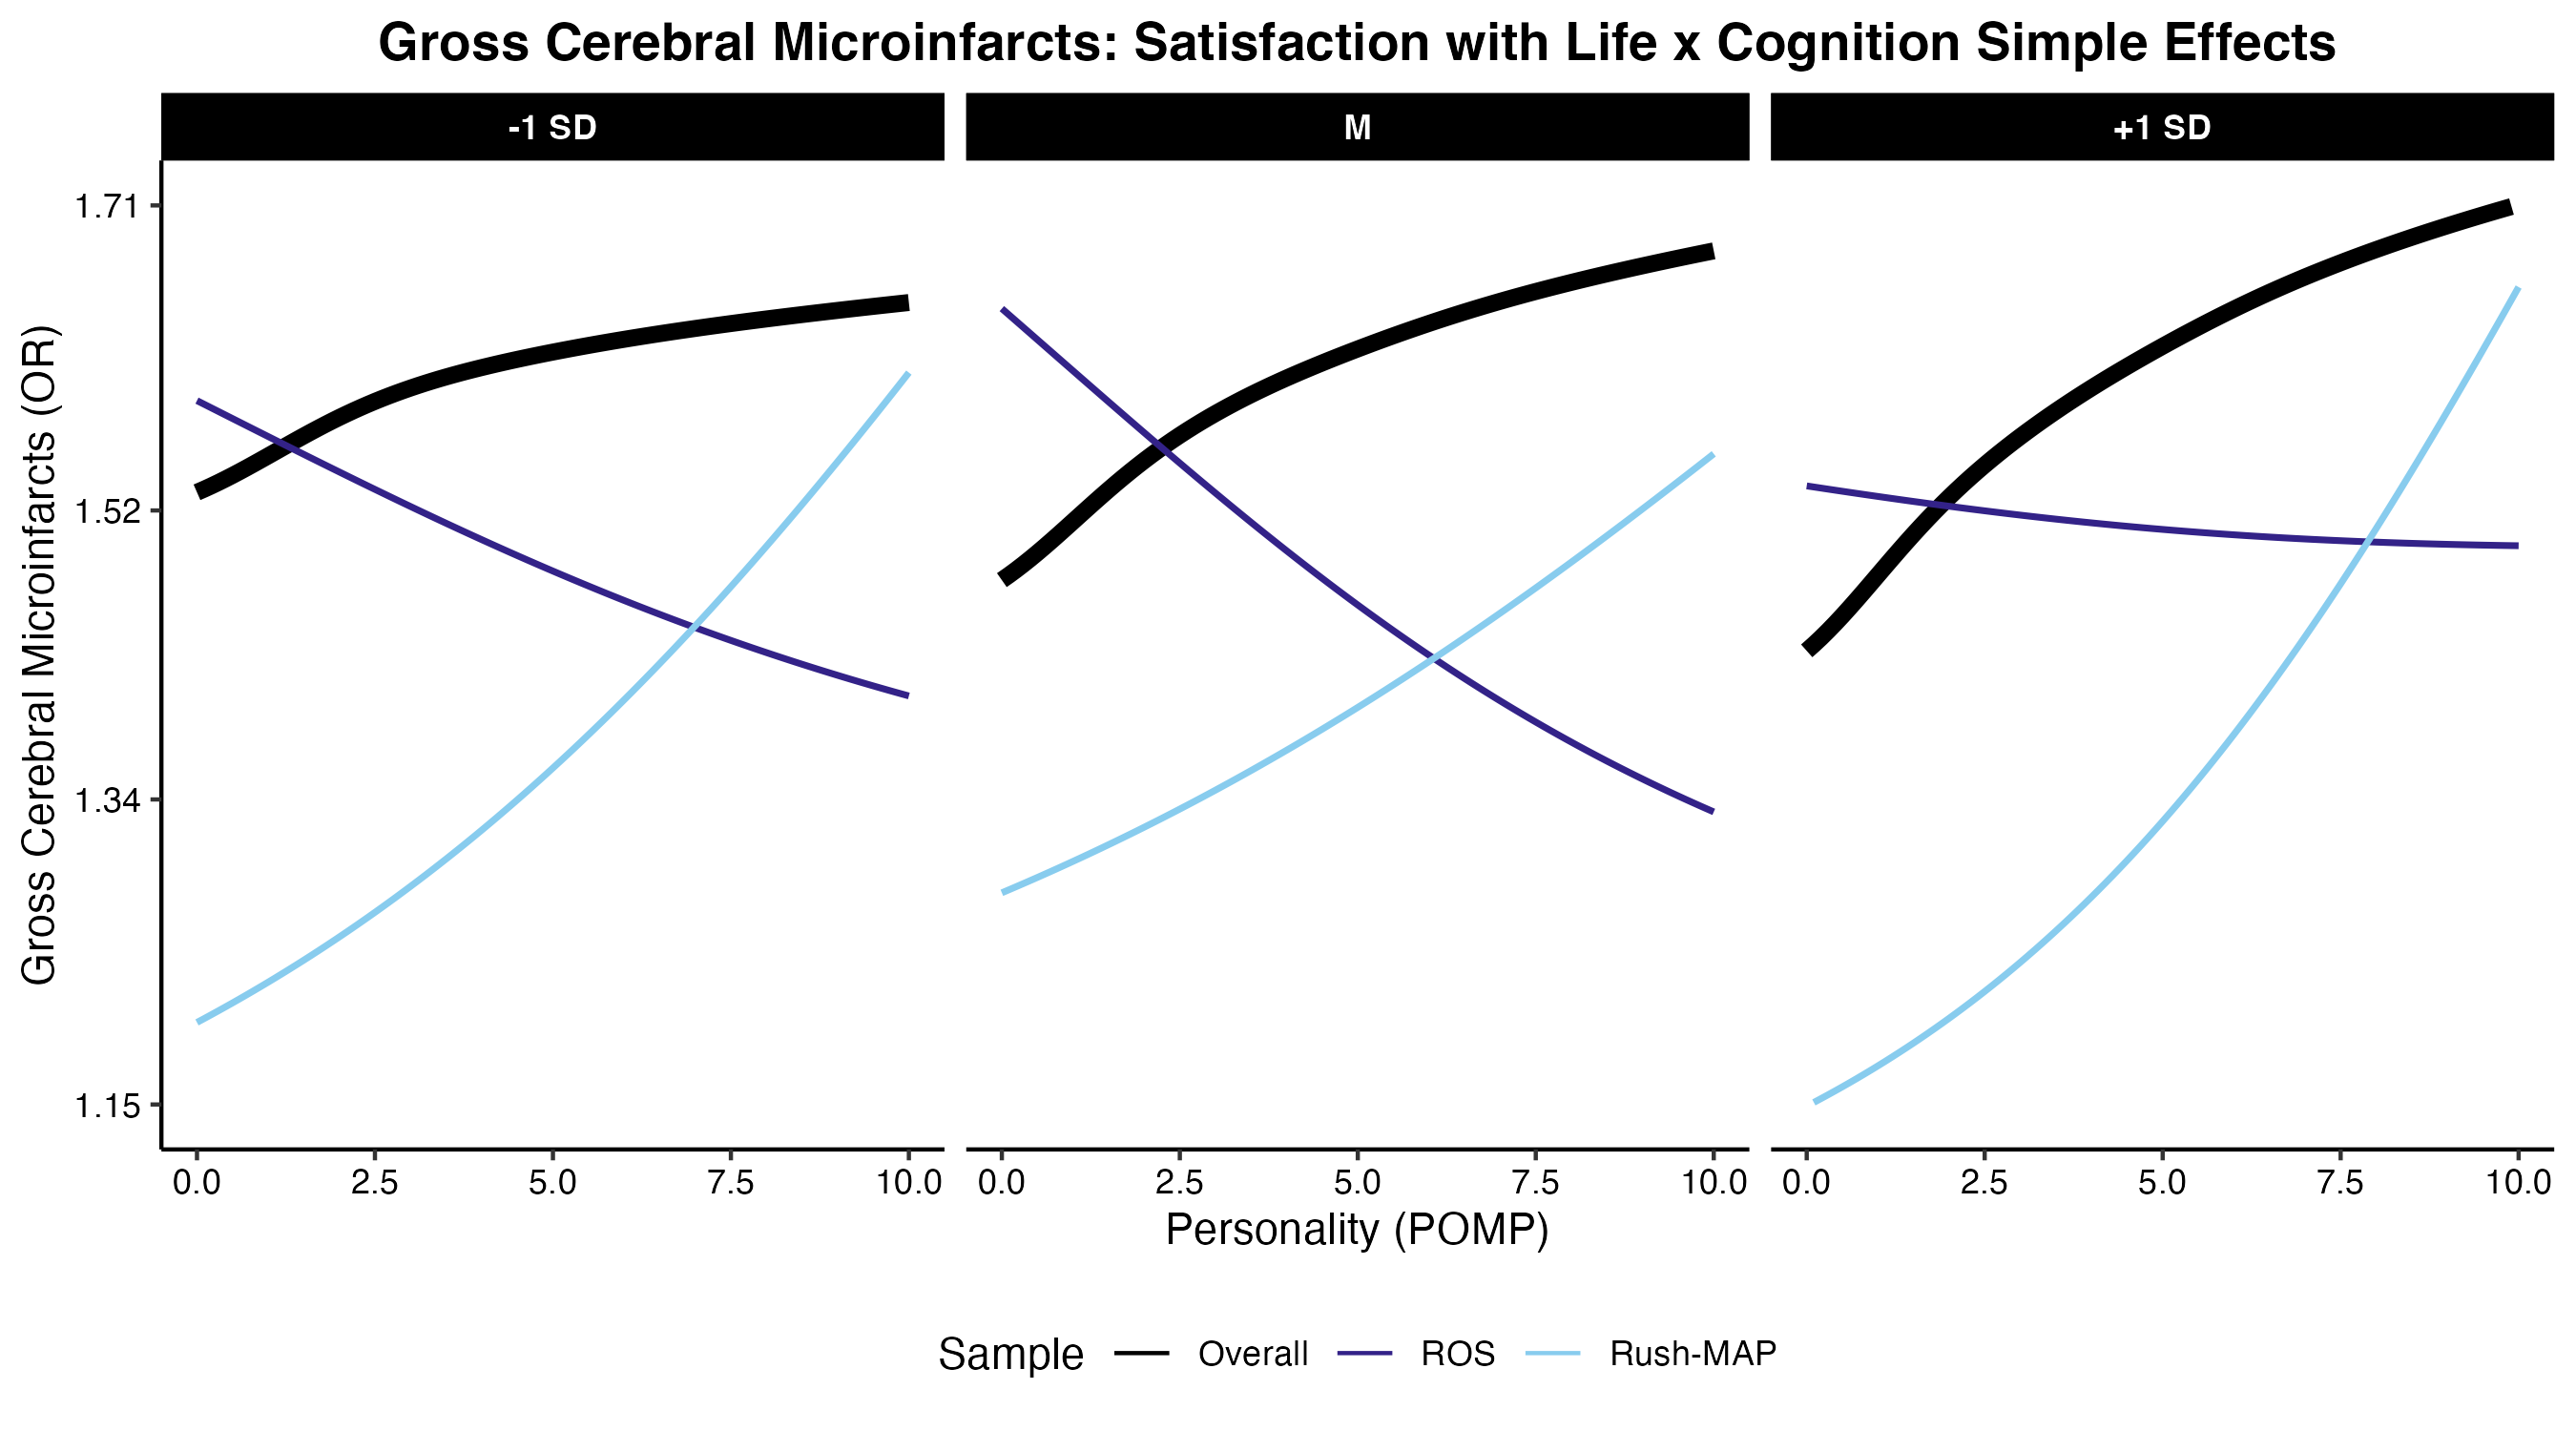 Gross Cerebral Microinfarcts: Satisfaction with Life x Cognition Simple Effects
-1 SD
M
+1 SD
Gross Cerebral Microinfarcts (OR)
1.71
1.52
1.34
1.15
0.0 2.5 5.0 7.5 10.0
0.0 2.5 5.0 7.5 10.0
0.0 2.5 5.0 7.5 10.0
Personality (POMP)
Sample Overall ROS Rush-MAP